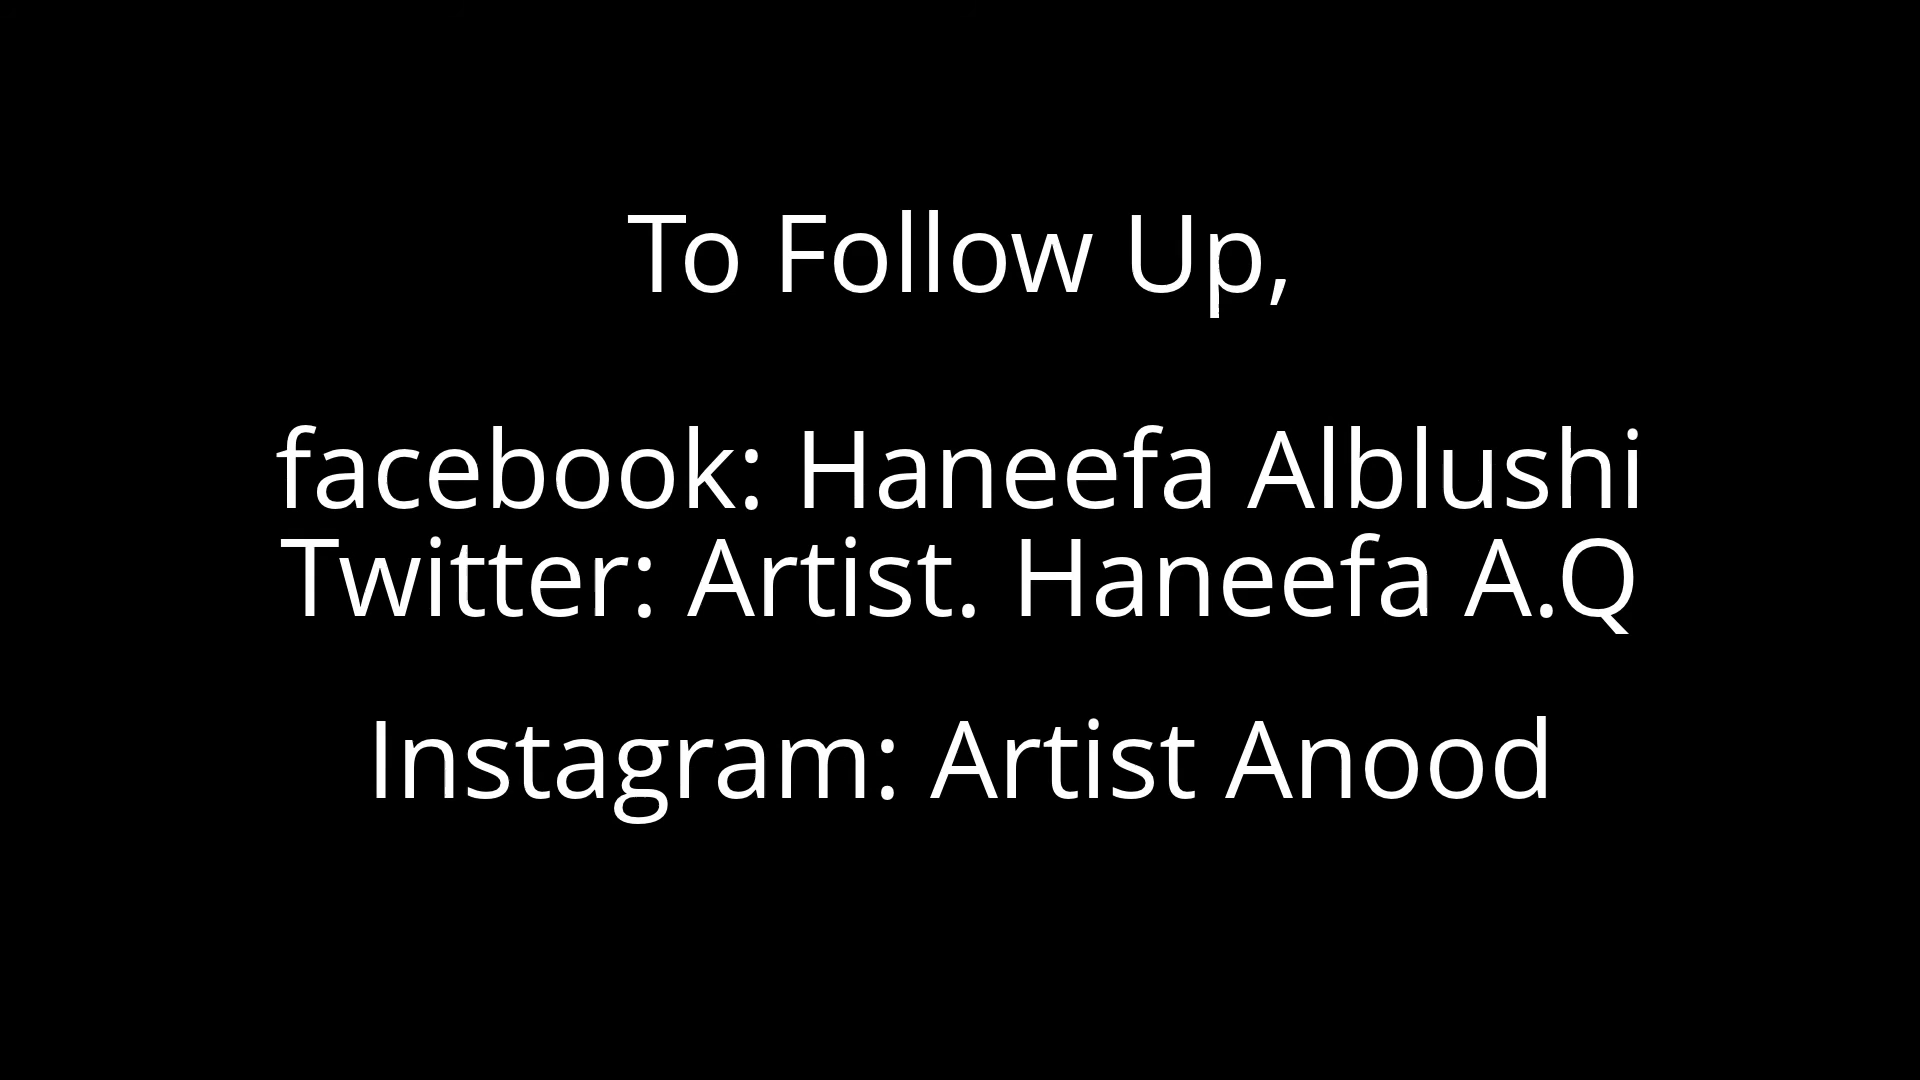 To Follow Up,
facebook: Haneefa Alblushi
Twitter: Artist. Haneefa A.Q
Instagram: Artist Anood